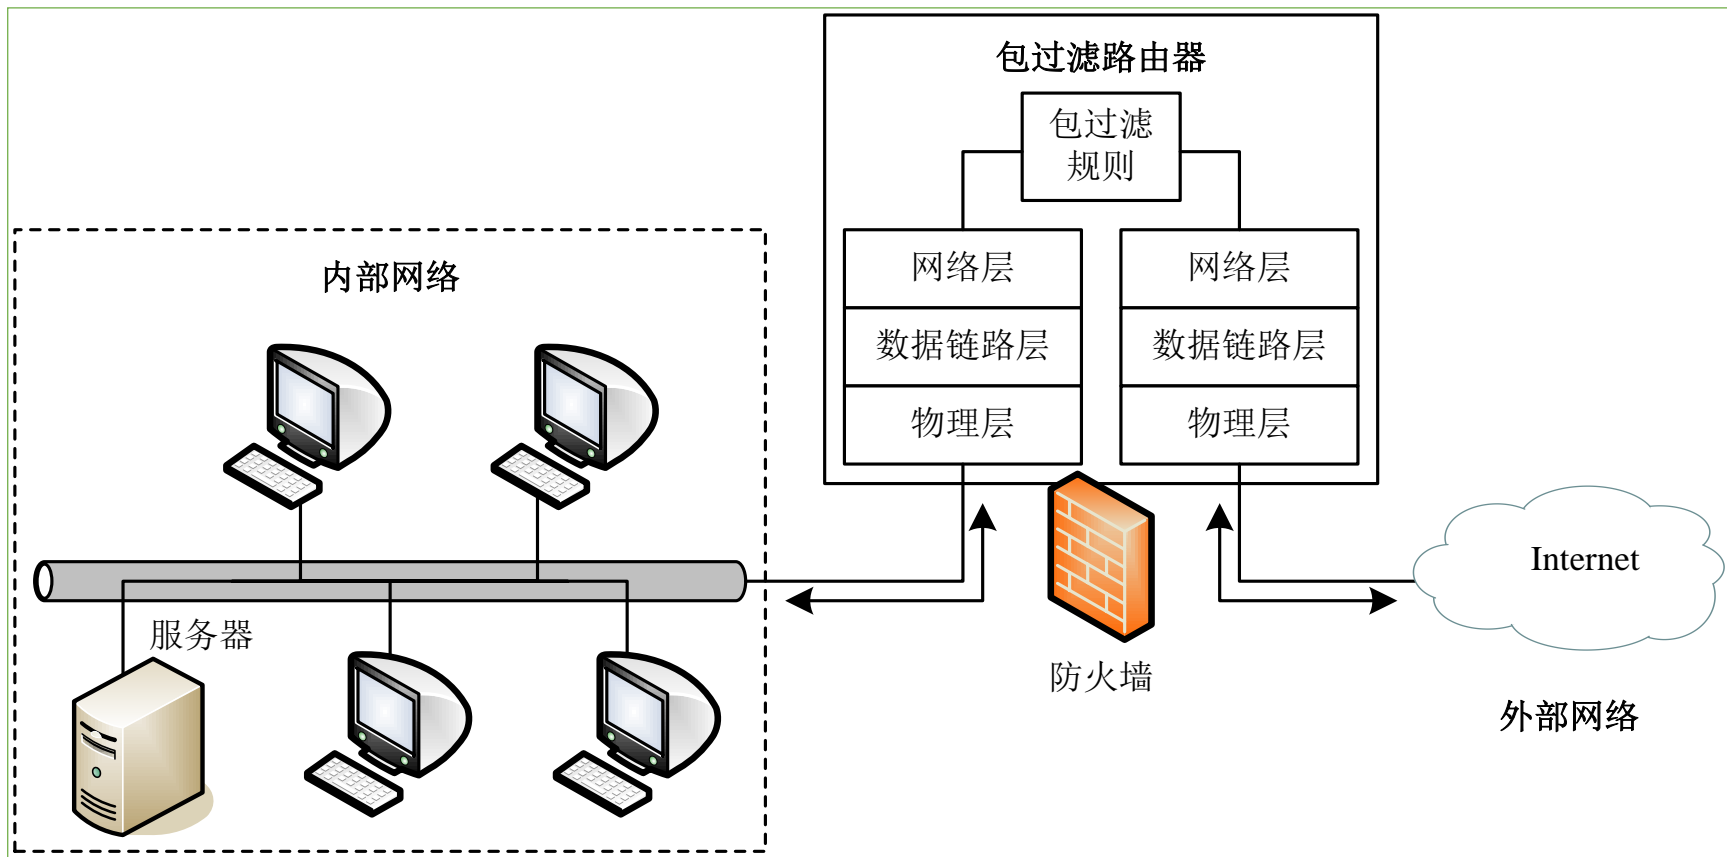 包过滤路由器
包过滤
规则
网络层
网络层
数据链路层
数据链路层
物理层
物理层
内部网络
服务器
防火墙
Internet
外部网络